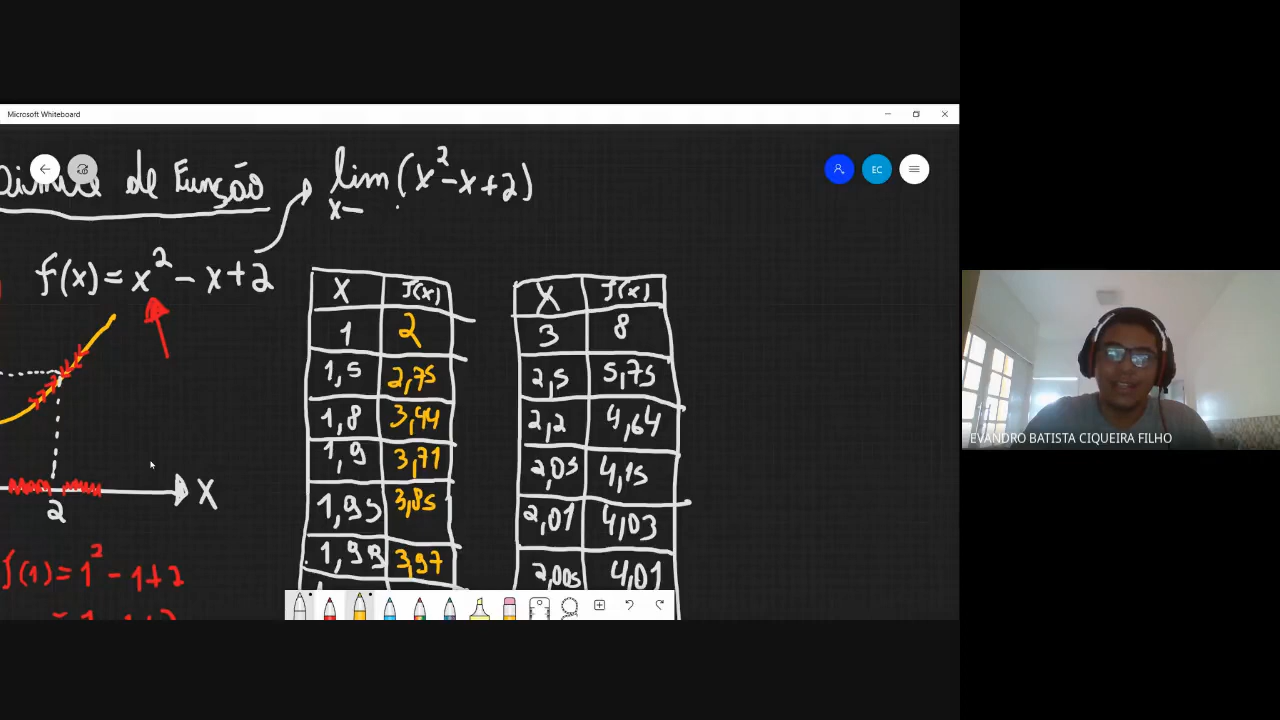 Microsoft Whiteboard
de Função
lim (x² - x + 2)
x —
EC
f(x) = x² - x + 2
x f(x)
1 2
1,5 2,75
1,8 3,44
1,9 3,71
1,95 3,85
1,99 3,97
x f(x)
3 8
2,5 5,75
2,2 4,64
2,05 4,15
2,01 4,03
2,005 4,01
x
2
f(1) = 1² - 1 + 2
EVANDRO BATISTA CIQUEIRA FILHO